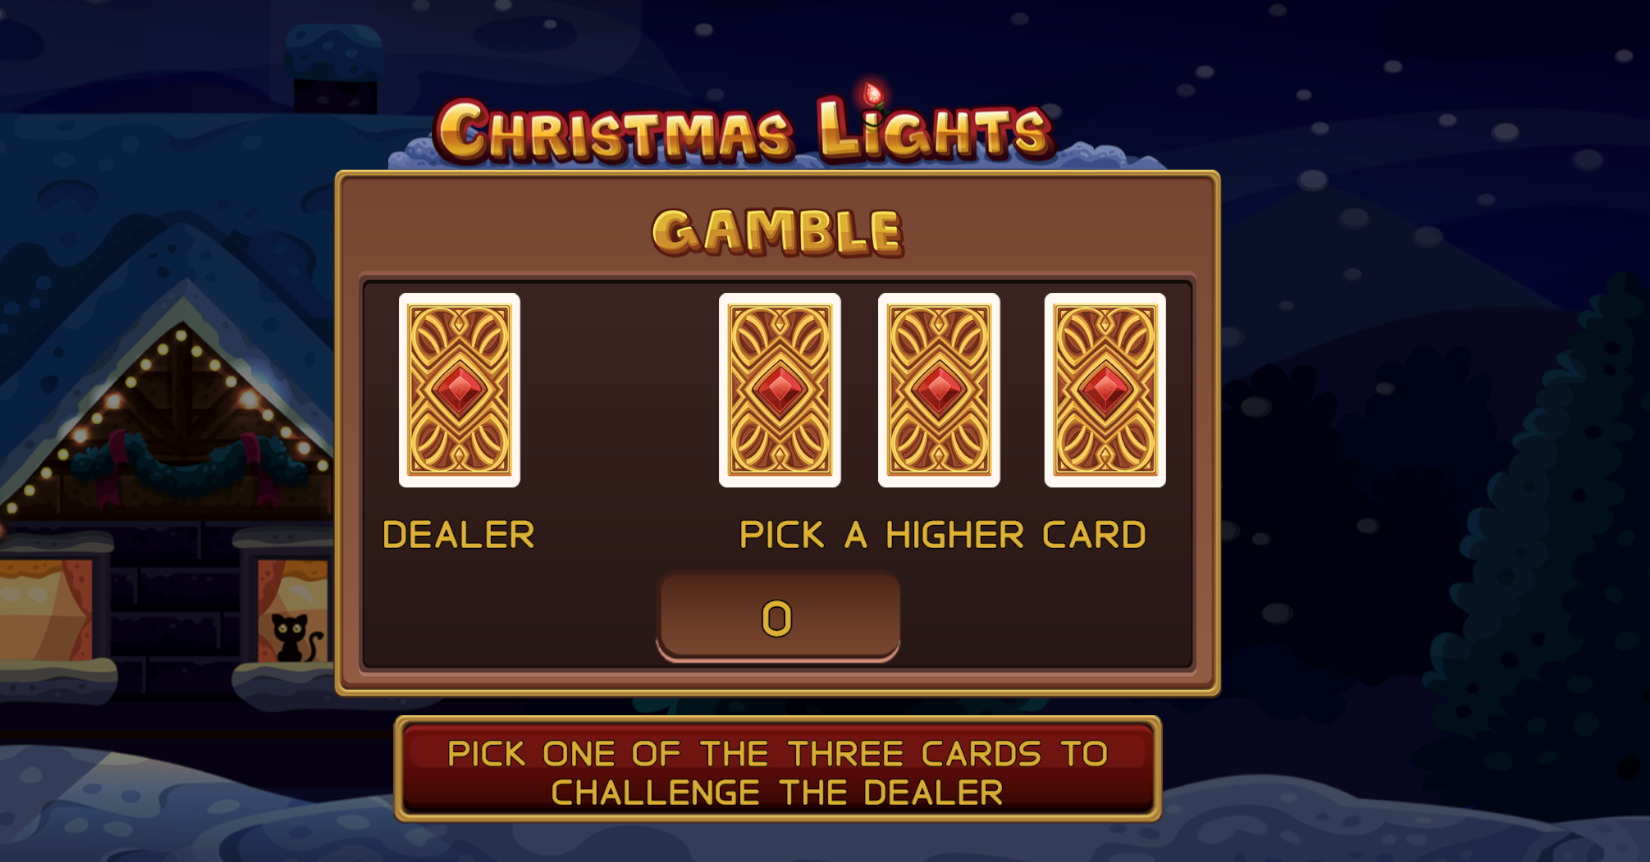 CHRISTMAS LIGHTS
GAMBLE
DEALER
PICK A HIGHER CARD
0
PICK ONE OF THE THREE CARDS TO
CHALLENGE THE DEALER